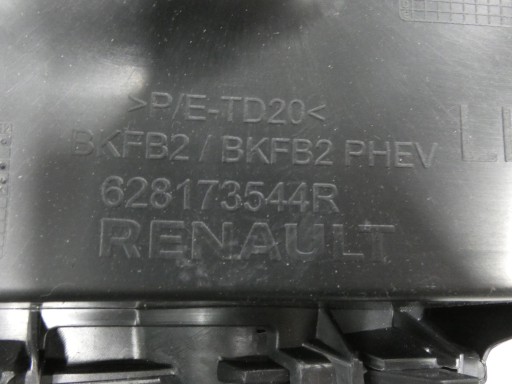 >P/E-TD20<
BKFB2 / BKFB2 PHEV
628173544R
RENAULT